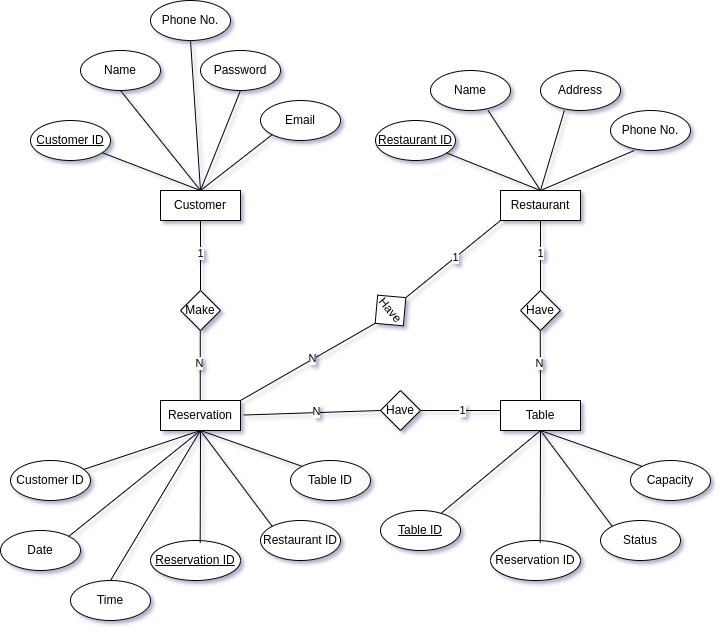 Phone No.
Name
Password
Email
Customer ID
Name
Address
Phone No.
Restaurant ID
Customer
Restaurant
1
1
1
Make
Have
Have
N
N
N
Reservation
N
Have
1
Table
Customer ID
Table ID
Date
Restaurant ID
Time
Reservation ID
Capacity
Table ID
Status
Reservation ID